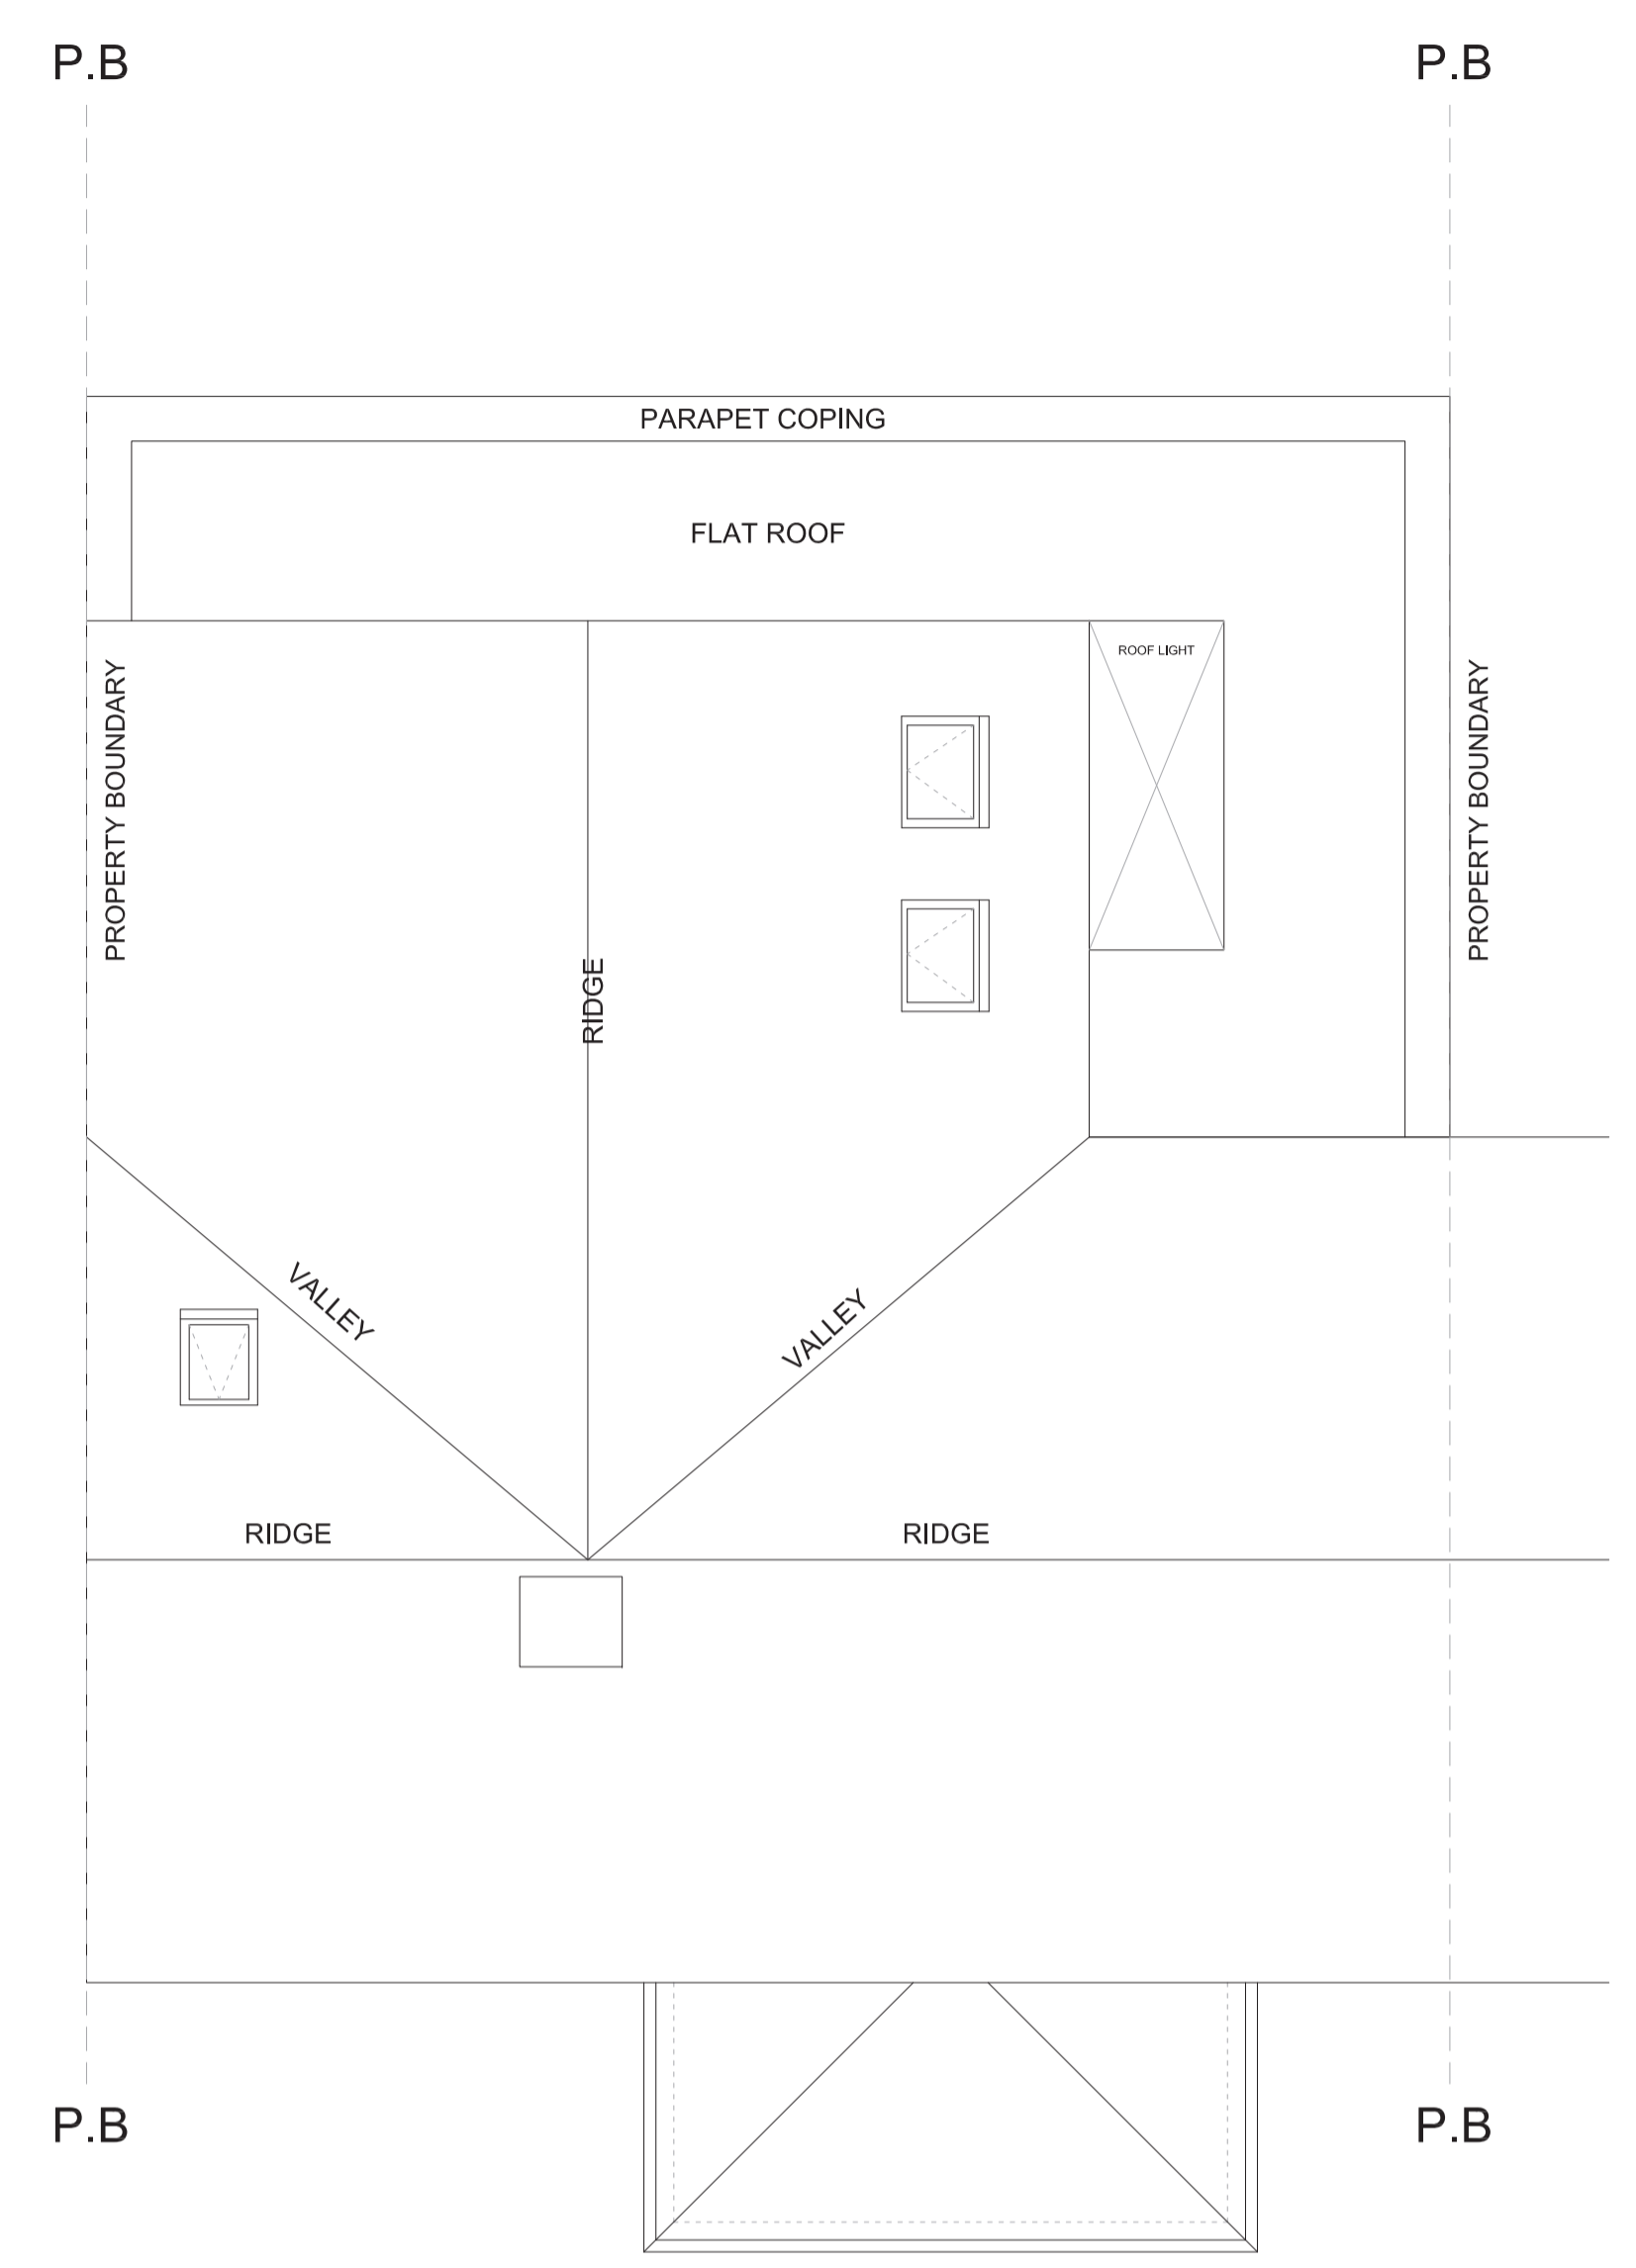 P.B
P.B
PARAPET COPING
FLAT ROOF
ROOF LIGHT
PROPERTY BOUNDARY
PROPERTY BOUNDARY
RIDGE
VALLEY
VALLEY
RIDGE
RIDGE
P.B
P.B